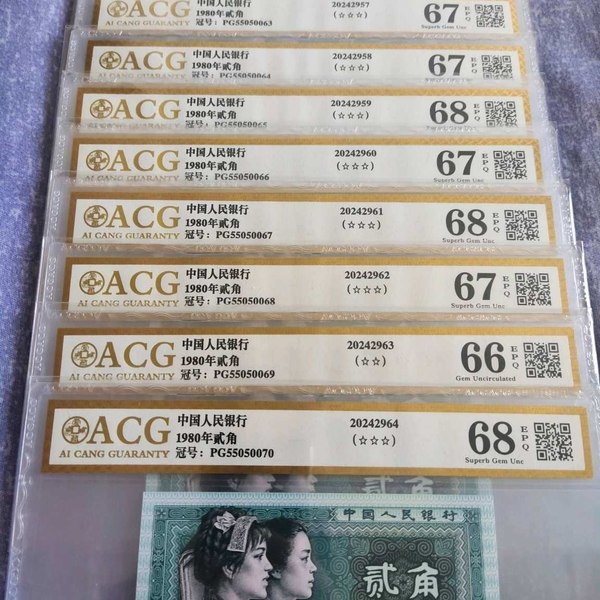 ACG
AI CANG GUARANTY
中国人民银行
1980年贰角
冠号：PG55050063
20242957
(☆☆☆)
67
EPQ
Superb Gem Unc
ACG
AI CANG GUARANTY
中国人民银行
1980年贰角
冠号：PG55050064
20242958
(☆☆☆)
67
EPQ
ACG
AI CANG GUARANTY
中国人民银行
1980年贰角
冠号：PG55050065
20242959
(☆☆☆)
68
EPQ
ACG
AI CANG GUARANTY
中国人民银行
1980年贰角
冠号：PG55050066
20242960
(☆☆☆)
67
EPQ
Superb Gem Unc
ACG
AI CANG GUARANTY
中国人民银行
1980年贰角
冠号：PG55050067
20242961
(☆☆☆)
68
EPQ
Superb Gem Unc
ACG
AI CANG GUARANTY
中国人民银行
1980年贰角
冠号：PG55050068
20242962
(☆☆☆)
67
EPQ
Superb Gem Unc
ACG
AI CANG GUARANTY
中国人民银行
1980年贰角
冠号：PG55050069
20242963
(☆☆)
66
EPQ
Gem Uncirculated
ACG
AI CANG GUARANTY
中国人民银行
1980年贰角
冠号：PG55050070
20242964
(☆☆☆)
68
EPQ
Superb Gem Unc
中国人民银行
贰角